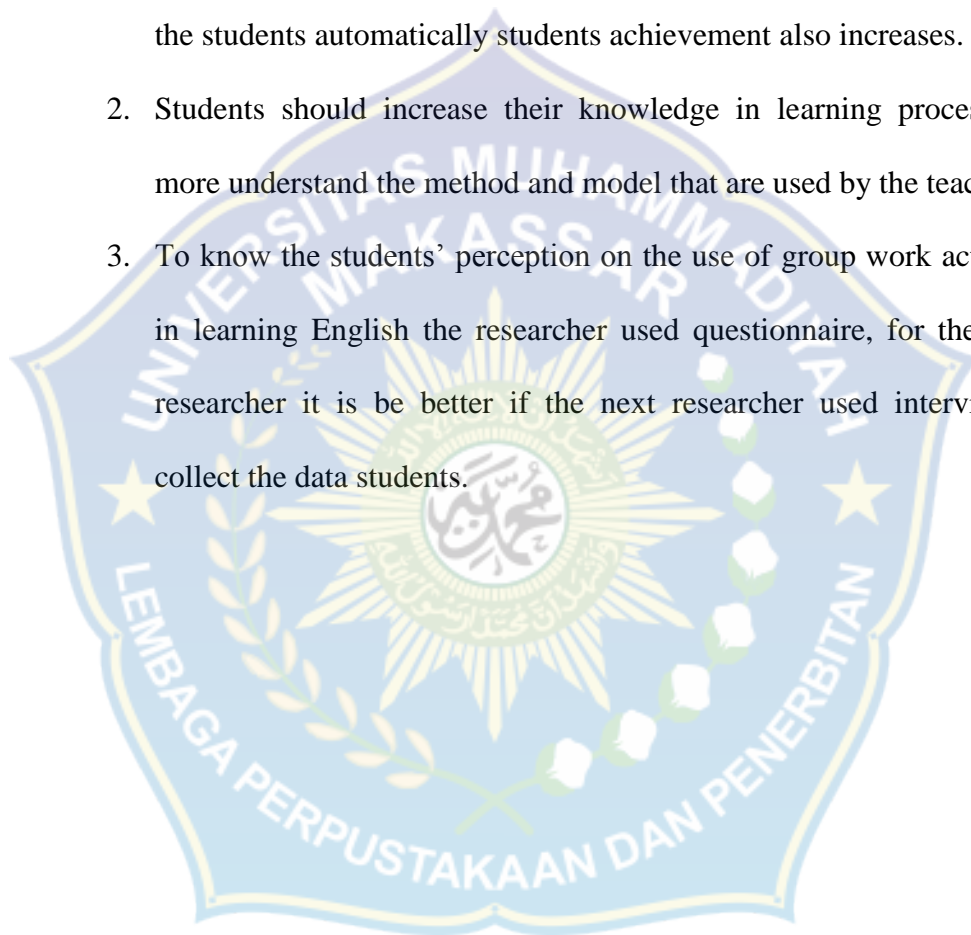 the students automatically students achievement also increases.
2. Students should increase their knowledge in learning proces
more understand the method and model that are used by the teac
3. To know the students’ perception on the use of group work ac
in learning English the researcher used questionnaire, for the
researcher it is be better if the next researcher used interv
collect the data students.
UNIVERSITAS MUHAMMADIYAH
MAKASSAR
LEMBAGA PERPUSTAKAAN DAN PENERBITAN